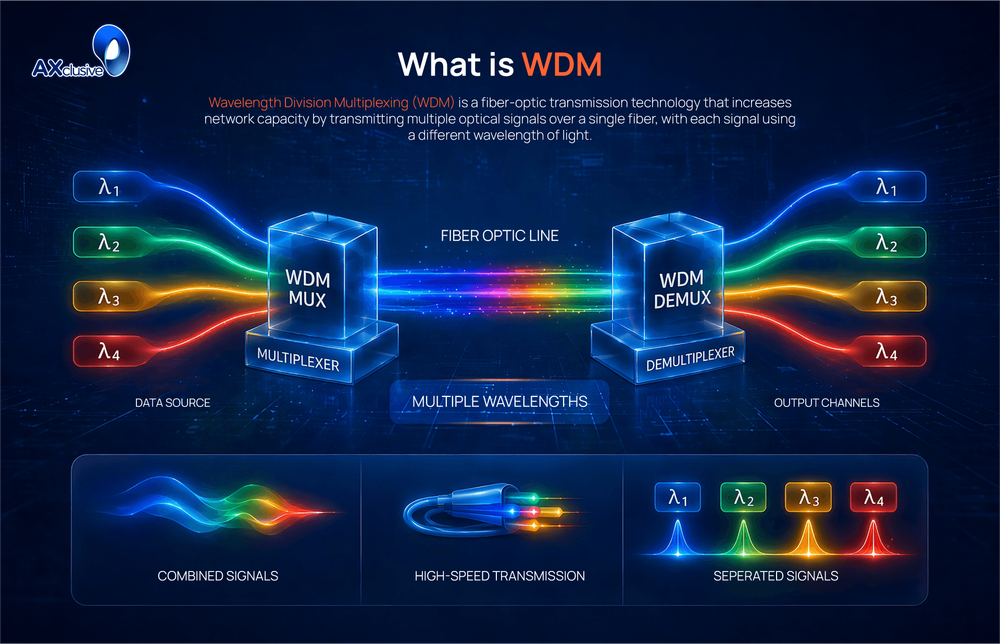 AXclusive
What is WDM
Wavelength Division Multiplexing (WDM) is a fiber-optic transmission technology that increases
network capacity by transmitting multiple optical signals over a single fiber, with each signal using
a different wavelength of light.
λ1
λ2
λ3
λ4
DATA SOURCE
WDM
MUX
MULTIPLEXER
FIBER OPTIC LINE
MULTIPLE WAVELENGTHS
WDM
DEMUX
DEMULTIPLEXER
λ1
λ2
λ3
λ4
OUTPUT CHANNELS
COMBINED SIGNALS
HIGH-SPEED TRANSMISSION
λ1 λ2 λ3 λ4
SEPERATED SIGNALS